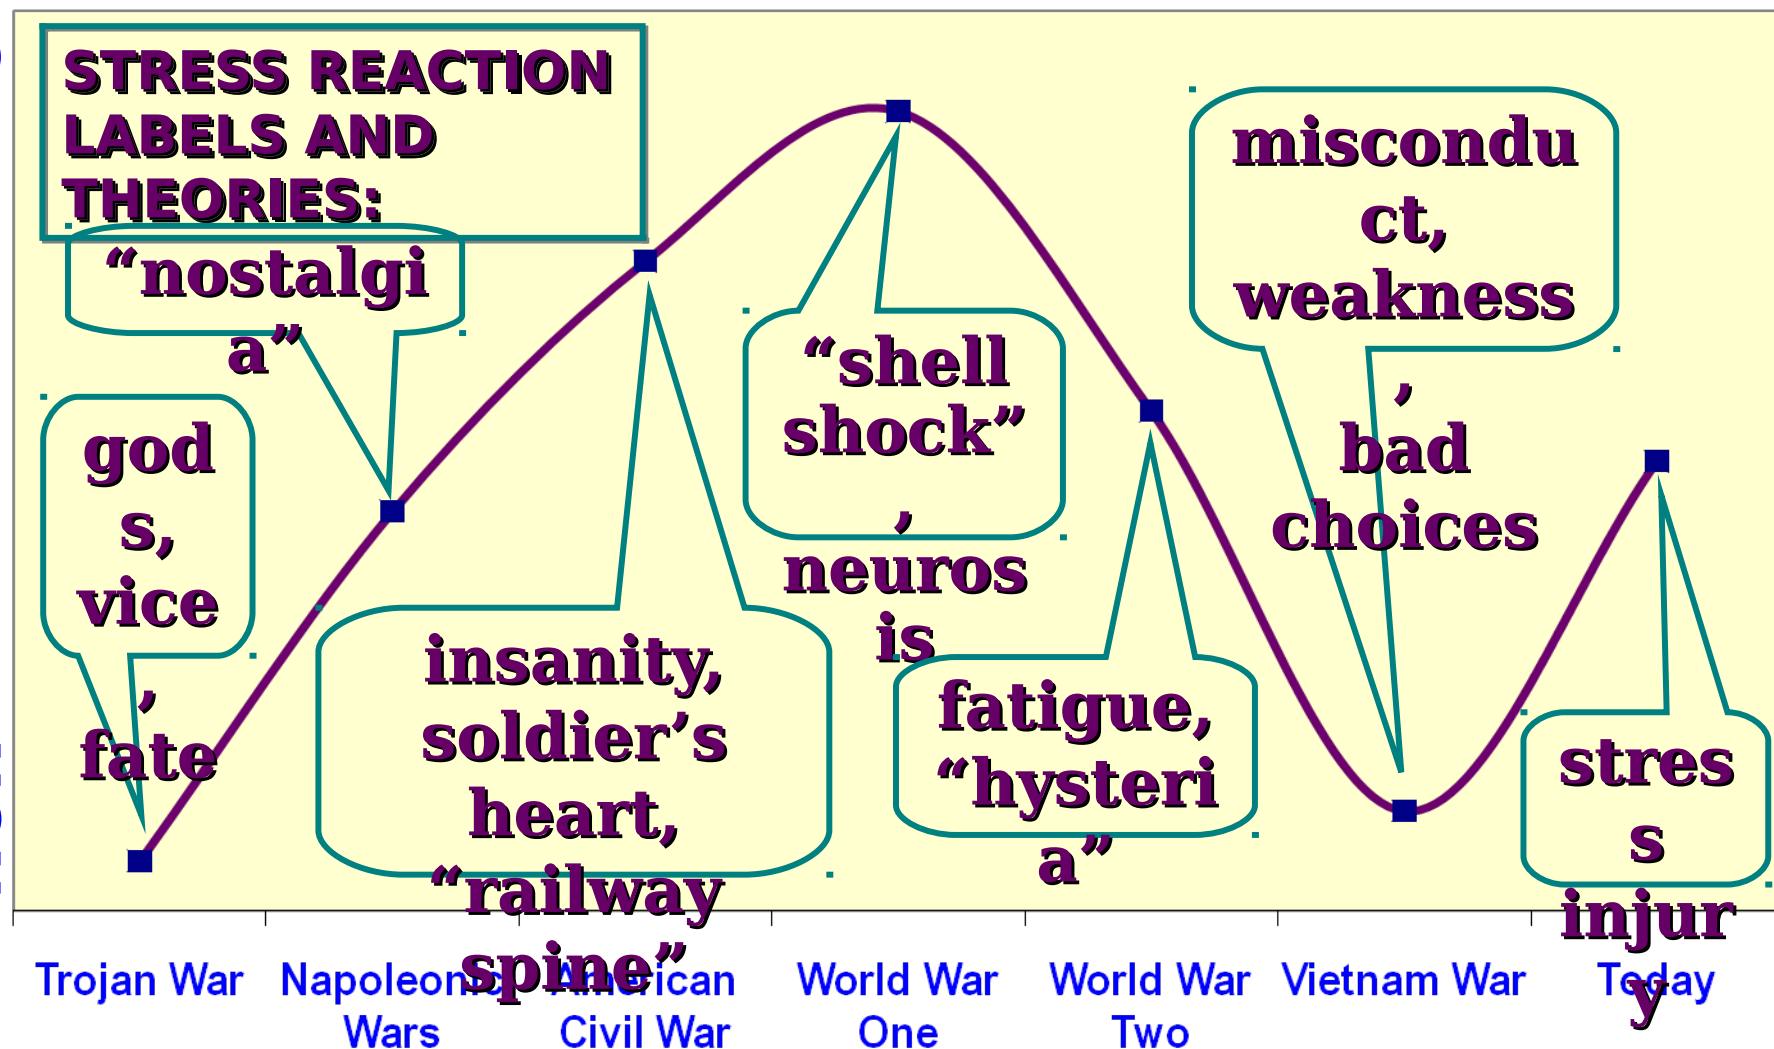 STRESS REACTION
LABELS AND
THEORIES:
“nostalgi
a”
god
s,
vice
,
fate
insanity,
soldier’s
heart,
“railway
spine”
“shell
shock”
,
neuros
is
fatigue,
“hysteri
a”
miscondu
ct,
weakness
,
bad
choices
stres
s
injur
y
Trojan War
Napoleonic
Wars
American
Civil War
World War
One
World War
Two
Vietnam War
Today